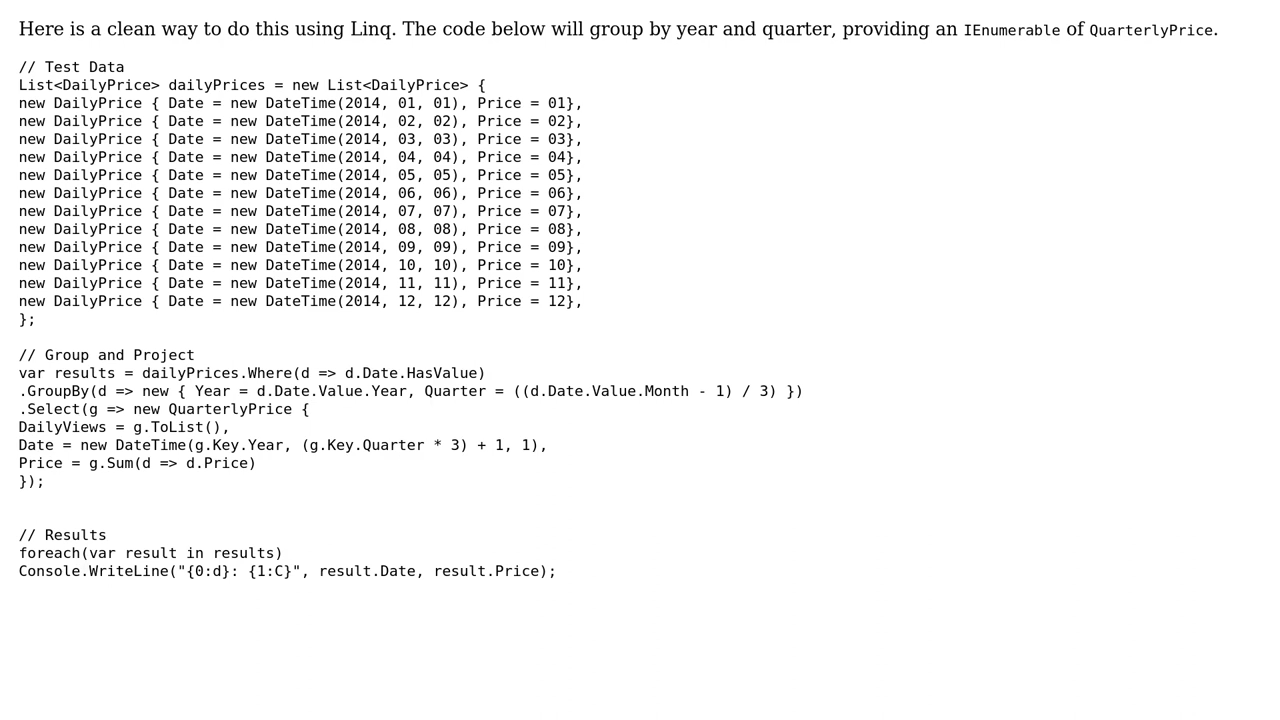 Here is a clean way to do this using Linq. The code below will group by year and quarter, providing an IEnumerable of QuarterlyPrice.
// Test Data
List<DailyPrice> dailyPrices = new List<DailyPrice> {
new DailyPrice { Date = new DateTime(2014, 01, 01), Price = 01},
new DailyPrice { Date = new DateTime(2014, 02, 02), Price = 02},
new DailyPrice { Date = new DateTime(2014, 03, 03), Price = 03},
new DailyPrice { Date = new DateTime(2014, 04, 04), Price = 04},
new DailyPrice { Date = new DateTime(2014, 05, 05), Price = 05},
new DailyPrice { Date = new DateTime(2014, 06, 06), Price = 06},
new DailyPrice { Date = new DateTime(2014, 07, 07), Price = 07},
new DailyPrice { Date = new DateTime(2014, 08, 08), Price = 08},
new DailyPrice { Date = new DateTime(2014, 09, 09), Price = 09},
new DailyPrice { Date = new DateTime(2014, 10, 10), Price = 10},
new DailyPrice { Date = new DateTime(2014, 11, 11), Price = 11},
new DailyPrice { Date = new DateTime(2014, 12, 12), Price = 12},
};
// Group and Project
var results = dailyPrices.Where(d => d.Date.HasValue)
.GroupBy(d => new { Year = d.Date.Value.Year, Quarter = ((d.Date.Value.Month - 1) / 3) })
.Select(g => new QuarterlyPrice {
DailyViews = g.ToList(),
Date = new DateTime(g.Key.Year, (g.Key.Quarter * 3) + 1, 1),
Price = g.Sum(d => d.Price)
});
// Results
foreach(var result in results)
Console.WriteLine("{0:d}: {1:C}", result.Date, result.Price);